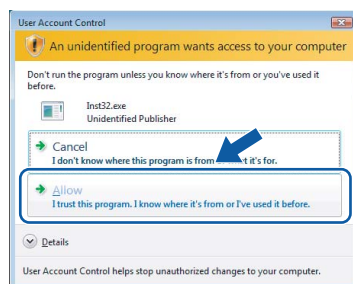 User Account Control
An unidentified program wants access to your computer
Don't run the program unless you know where it's from or you've used it
before.
Inst32.exe
Unidentified Publisher
Cancel
I don't know where this program is from it's for.
Allow
I trust this program. I know where it's from or I've used it before.
Details
User Account Control helps stop unauthorized changes to your computer.